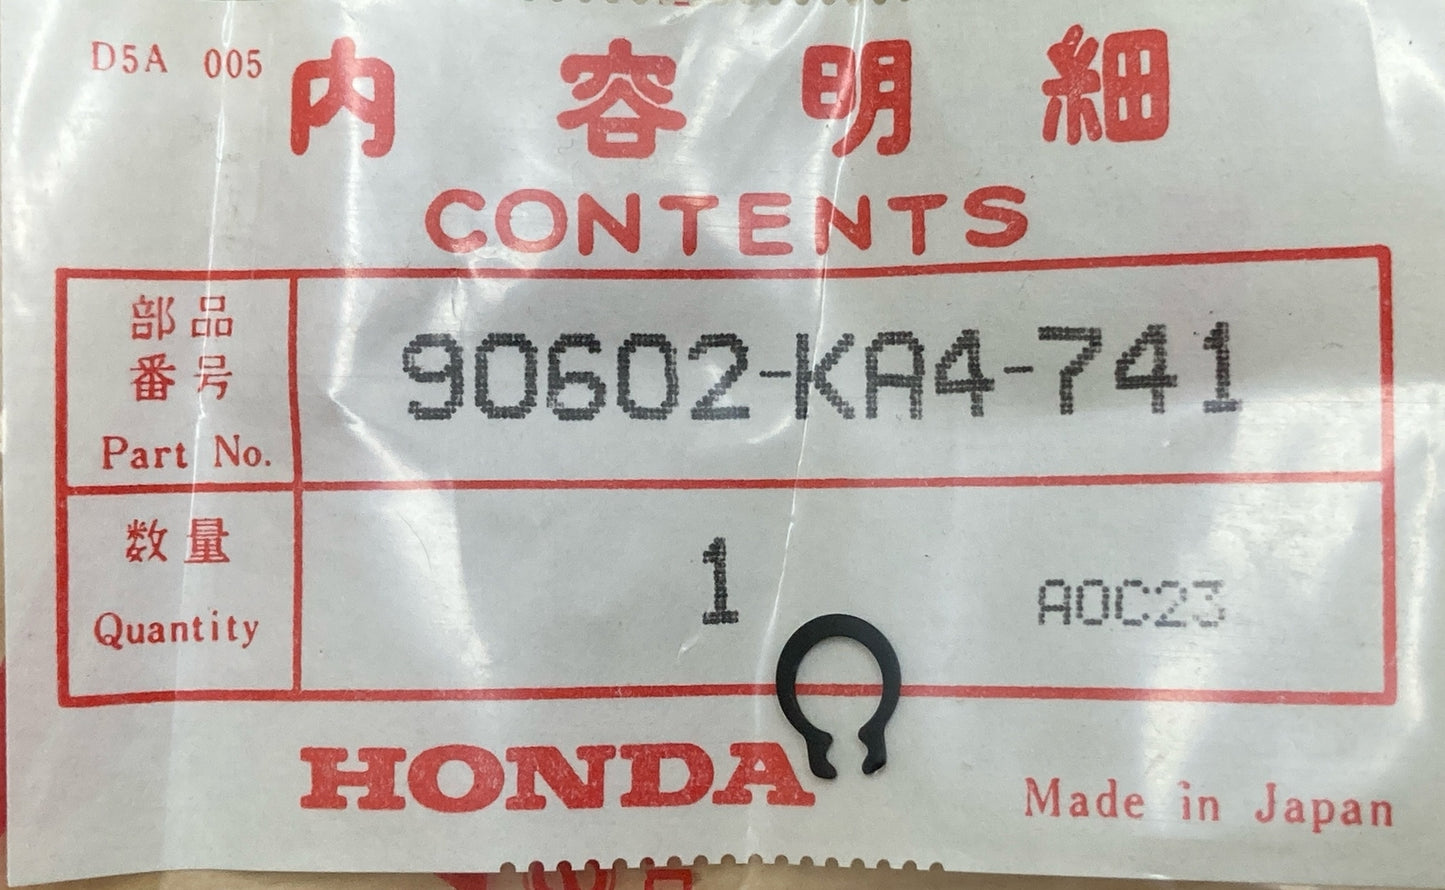 D5A 005
内容明細
CONTENTS
部品
番号
Part No.
90602-KA4-741
数量
Quantity
1
A0C23
HONDA
Made in Japan